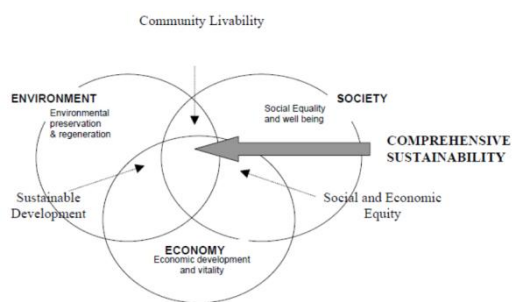 Community Livability
ENVIRONMENT
Environmental
preservation
& regeneration
SOCIETY
Social Equality
and well being
COMPREHENSIVE
SUSTAINABILITY
Sustainable
Development
Social and Economic
Equity
ECONOMY
Economic development
and vitality